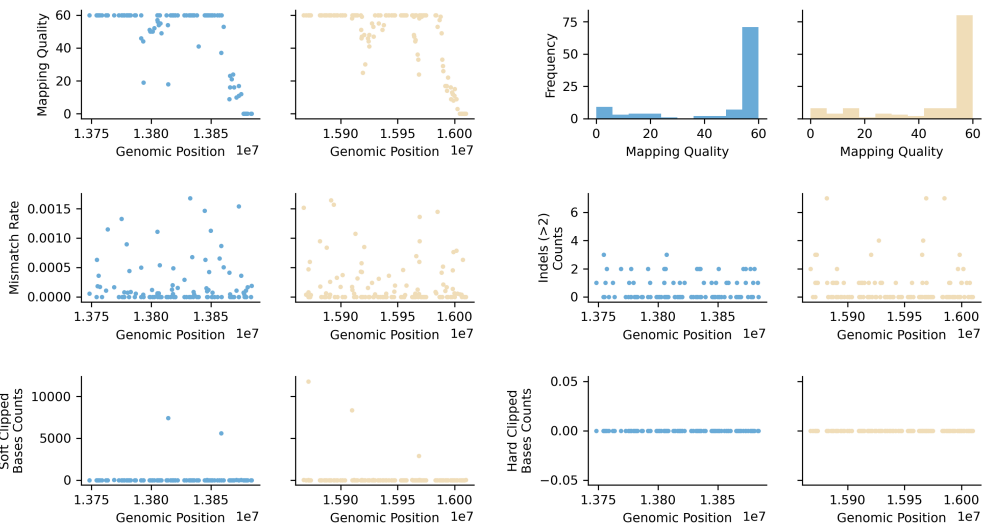 Mapping Quality
60
40
20
0
1.375 1.380 1.385
Genomic Position 1e7
1.590 1.595 1.600
Genomic Position 1e7
Frequency
75
50
25
0
0 20 40 60
Mapping Quality
0 20 40 60
Mapping Quality
Mismatch Rate
0.0015
0.0010
0.0005
0.0000
1.375 1.380 1.385
Genomic Position 1e7
1.590 1.595 1.600
Genomic Position 1e7
Indels (>2)
Counts
6
4
2
0
1.375 1.380 1.385
Genomic Position 1e7
1.590 1.595 1.600
Genomic Position 1e7
Soft Clipped
Bases Counts
10000
5000
0
1.375 1.380 1.385
Genomic Position 1e7
1.590 1.595 1.600
Genomic Position 1e7
Hard Clipped
Bases Counts
0.05
0.00
−0.05
1.375 1.380 1.385
Genomic Position 1e7
1.590 1.595 1.600
Genomic Position 1e7